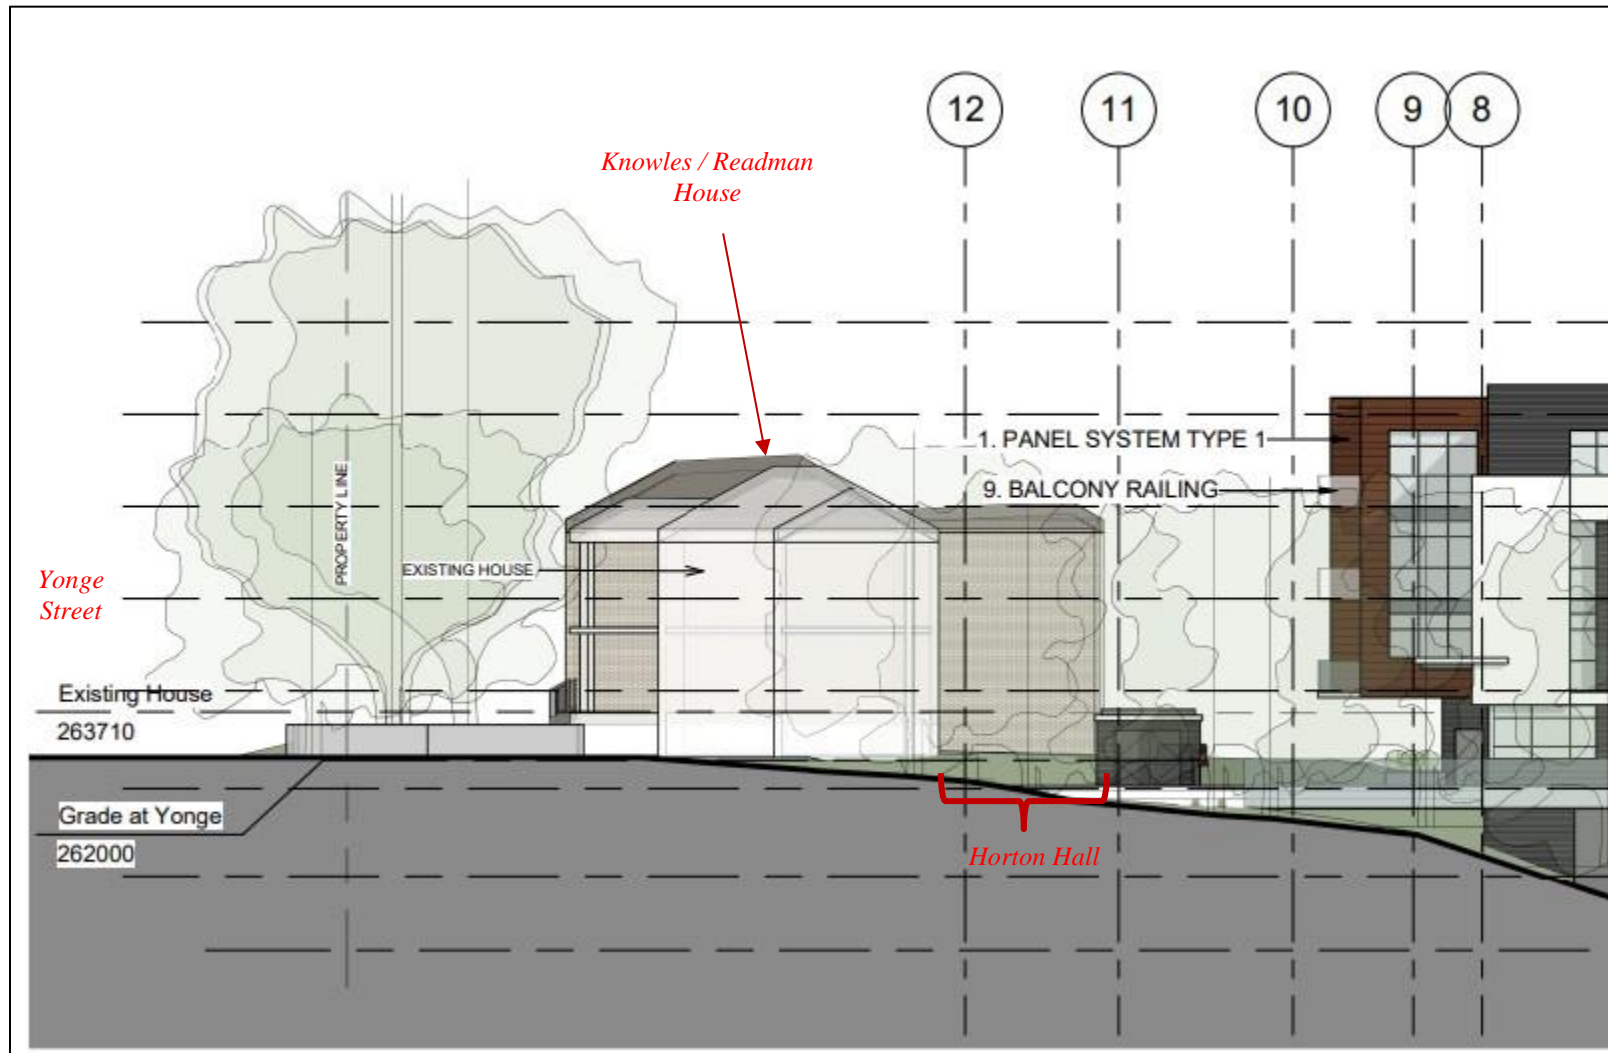 12
11
10
9
8
Knowles / Readman
House
1. PANEL SYSTEM TYPE 1
9. BALCONY RAILING
PROPERTY LINE
EXISTING HOUSE
Yonge
Street
Existing House
263710
Grade at Yonge
262000
Horton Hall